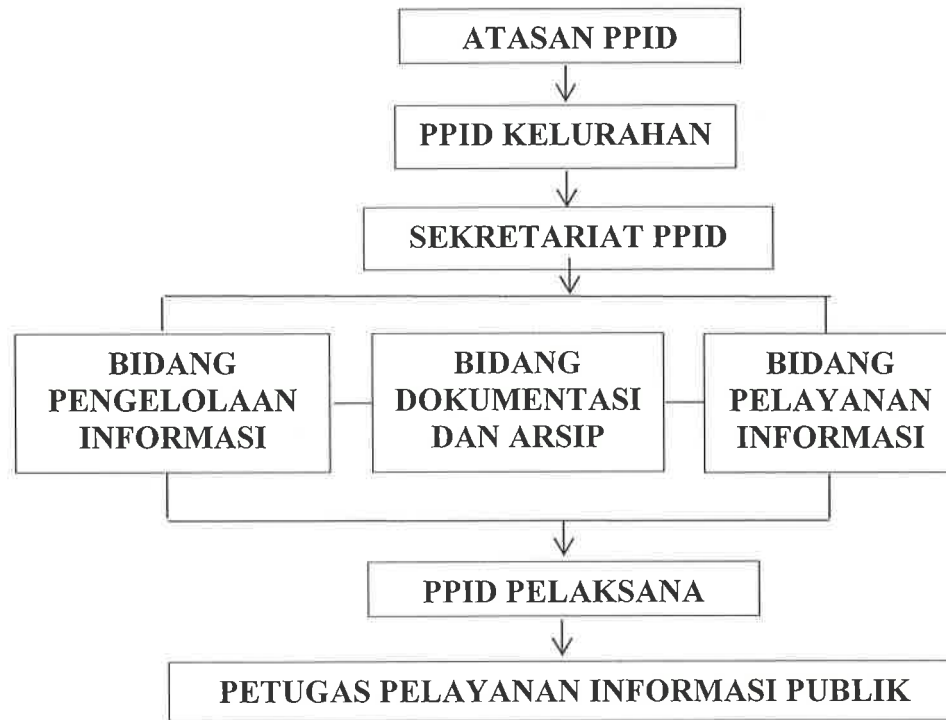 ATASAN PPID
PPID KELURAHAN
SEKRETARIAT PPID
BIDANG
PENGELOLAAN
INFORMASI
BIDANG
DOKUMENTASI
DAN ARSIP
BIDANG
PELAYANAN
INFORMASI
PPID PELAKSANA
PETUGAS PELAYANAN INFORMASI PUBLIK